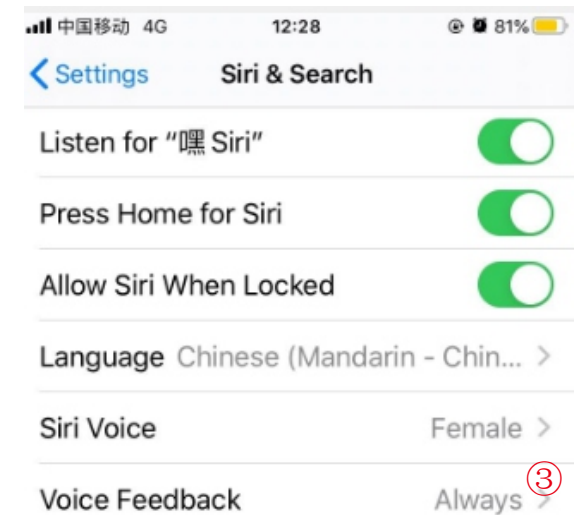 中国移动 4G 12:28 81%
Settings Siri & Search
Listen for “嘿 Siri”
Press Home for Siri
Allow Siri When Locked
Language Chinese (Mandarin - Chin...
Siri Voice Female
Voice Feedback Always ③